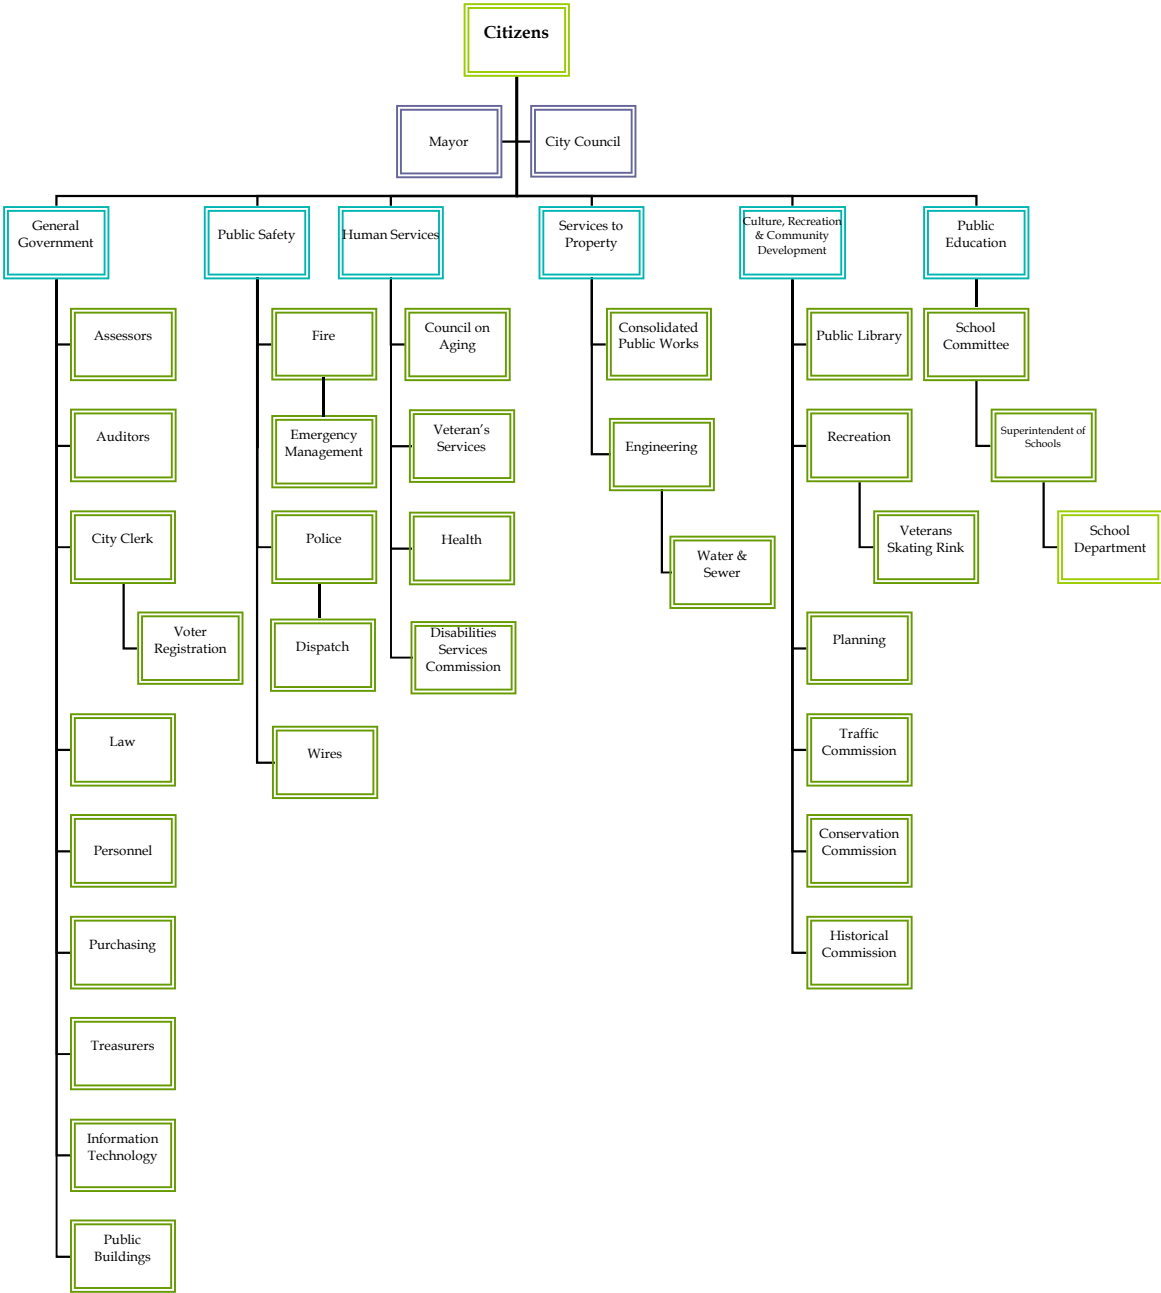 Citizens
Mayor
City Council
General
Government
Public Safety
Human Services
Services to
Property
Culture, Recreation
& Community
Development
Public
Education
Assessors
Fire
Council on
Aging
Consolidated
Public Works
Public Library
School
Committee
Auditors
Emergency
Management
Veteran's
Services
Engineering
Recreation
Superintendent of
Schools
City Clerk
Police
Health
Water &
Sewer
Veterans
Skating Rink
School
Department
Voter
Registration
Dispatch
Disabilities
Services
Commission
Planning
Law
Wires
Traffic
Commission
Personnel
Conservation
Commission
Purchasing
Historical
Commission
Treasurers
Information
Technology
Public
Buildings